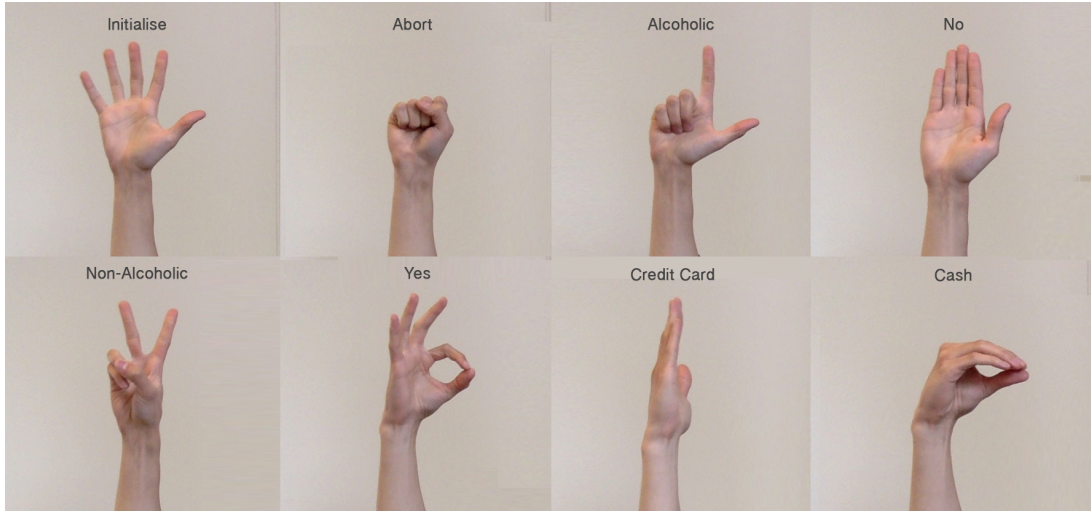 Initialise
Abort
Alcoholic
No
Non-Alcoholic
Yes
Credit Card
Cash